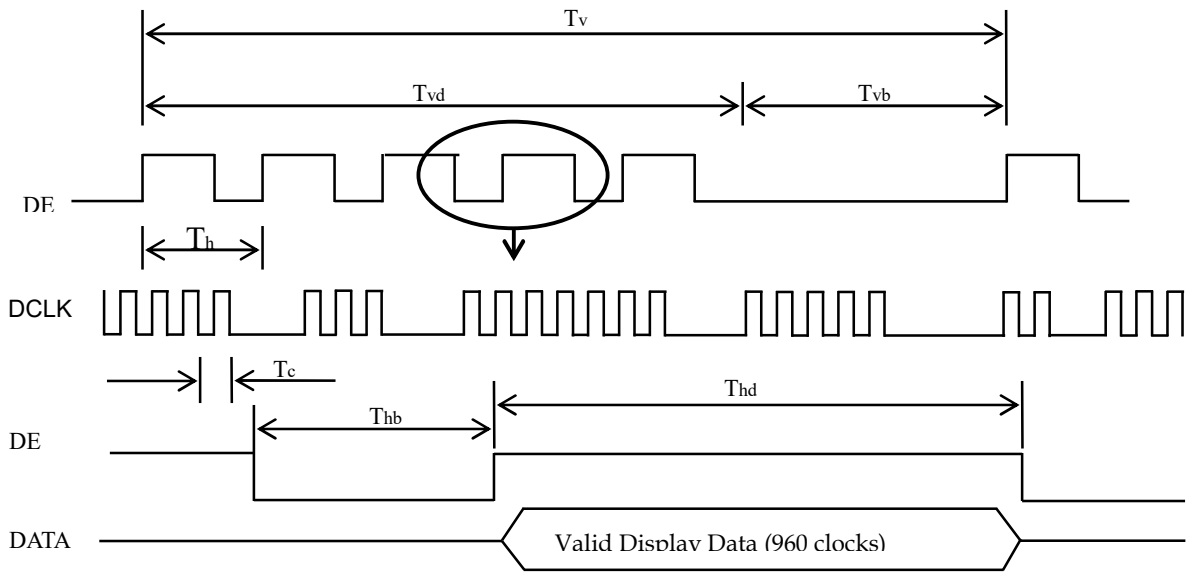 Tv
Tvd
Tvb
DE
Th
DCLK
Tc
Thd
Thb
DE
DATA
Valid Display Data (960 clocks)